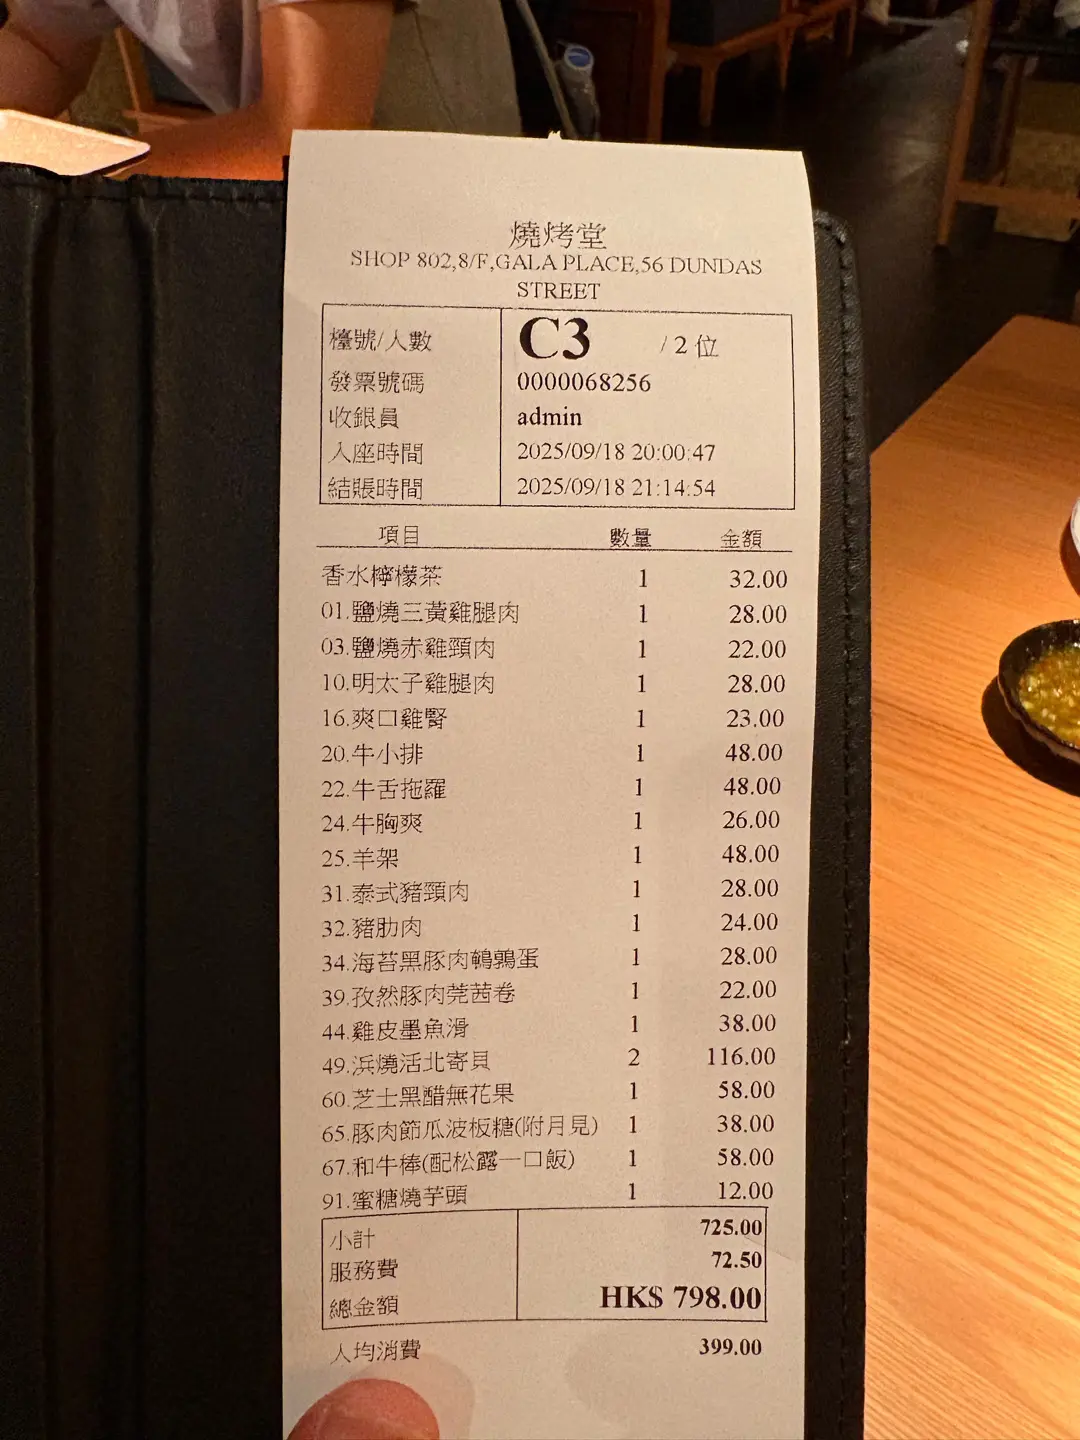 燒烤堂
SHOP 802,8/F,GALA PLACE,56 DUNDAS
STREET
檯號/人數 C3 / 2 位
發票號碼 0000068256
收銀員 admin
入座時間 2025/09/18 20:00:47
結賬時間 2025/09/18 21:14:54
項目 數量 金額
香水檸檬茶 1 32.00
01.鹽燒三黃雞腿肉 1 28.00
03.鹽燒赤雞頸肉 1 22.00
10.明太子雞腿肉 1 28.00
16.爽口雞腎 1 23.00
20.牛小排 1 48.00
22.牛舌拖羅 1 48.00
24.牛胸爽 1 26.00
25.羊架 1 48.00
31.泰式豬頸肉 1 28.00
32.豬肋肉 1 24.00
34.海苔黑豚肉鵪鶉蛋 1 28.00
39.孜然豚肉莞茜卷 1 22.00
44.雞皮墨魚滑 1 38.00
49.浜燒活北寄貝 2 116.00
60.芝士黑醋無花果 1 58.00
65.豚肉節瓜波板糖(附月見) 1 38.00
67.和牛棒(配松露一口飯) 1 58.00
91.蜜糖燒芋頭 1 12.00
小計 725.00
服務費 72.50
總金額 HK$ 798.00
人均消費 399.00